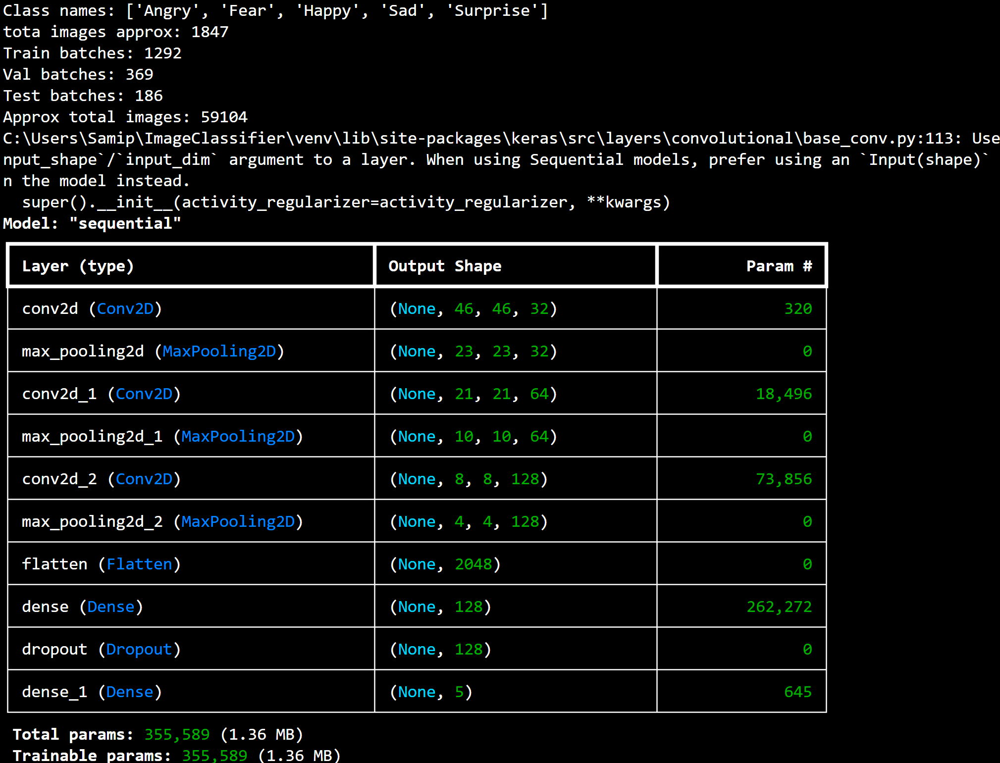 Class names: ['Angry', 'Fear', 'Happy', 'Sad', 'Surprise']
tota images approx: 1847
Train batches: 1292
Val batches: 369
Test batches: 186
Approx total images: 59104
C:\Users\Samip\ImageClassifier\venv\lib\site-packages\keras\src\layers\convolutional\base_conv.py:113: Use
nput_shape`/`input_dim` argument to a layer. When using Sequential models, prefer using an `Input(shape)`
n the model instead.
  super().__init__(activity_regularizer=activity_regularizer, **kwargs)
Model: "sequential"
Layer (type) Output Shape Param #
conv2d (Conv2D) (None, 46, 46, 32) 320
max_pooling2d (MaxPooling2D) (None, 23, 23, 32) 0
conv2d_1 (Conv2D) (None, 21, 21, 64) 18,496
max_pooling2d_1 (MaxPooling2D) (None, 10, 10, 64) 0
conv2d_2 (Conv2D) (None, 8, 8, 128) 73,856
max_pooling2d_2 (MaxPooling2D) (None, 4, 4, 128) 0
flatten (Flatten) (None, 2048) 0
dense (Dense) (None, 128) 262,272
dropout (Dropout) (None, 128) 0
dense_1 (Dense) (None, 5) 645
Total params: 355,589 (1.36 MB)
Trainable params: 355,589 (1.36 MB)